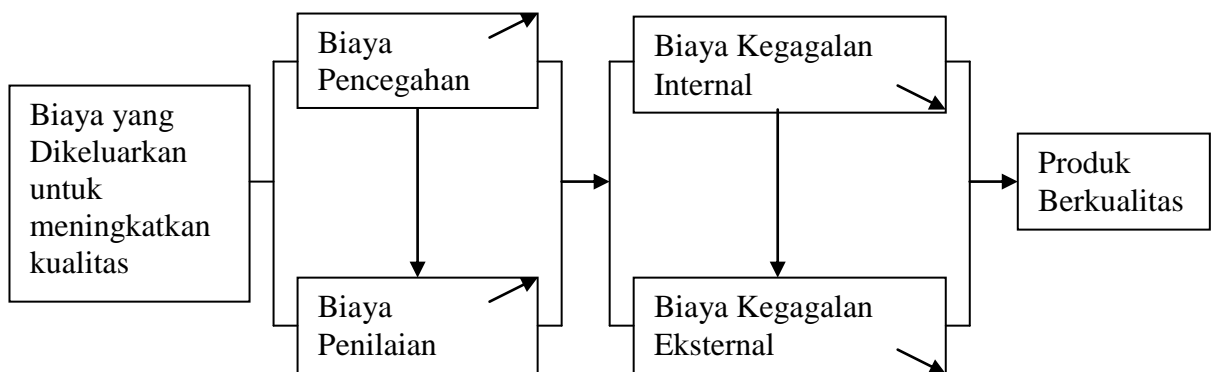 Biaya yang
Dikeluarkan
untuk
meningkatkan
kualitas
Biaya
Pencegahan
Biaya
Penilaian
Biaya Kegagalan
Internal
Biaya Kegagalan
Eksternal
Produk
Berkualitas